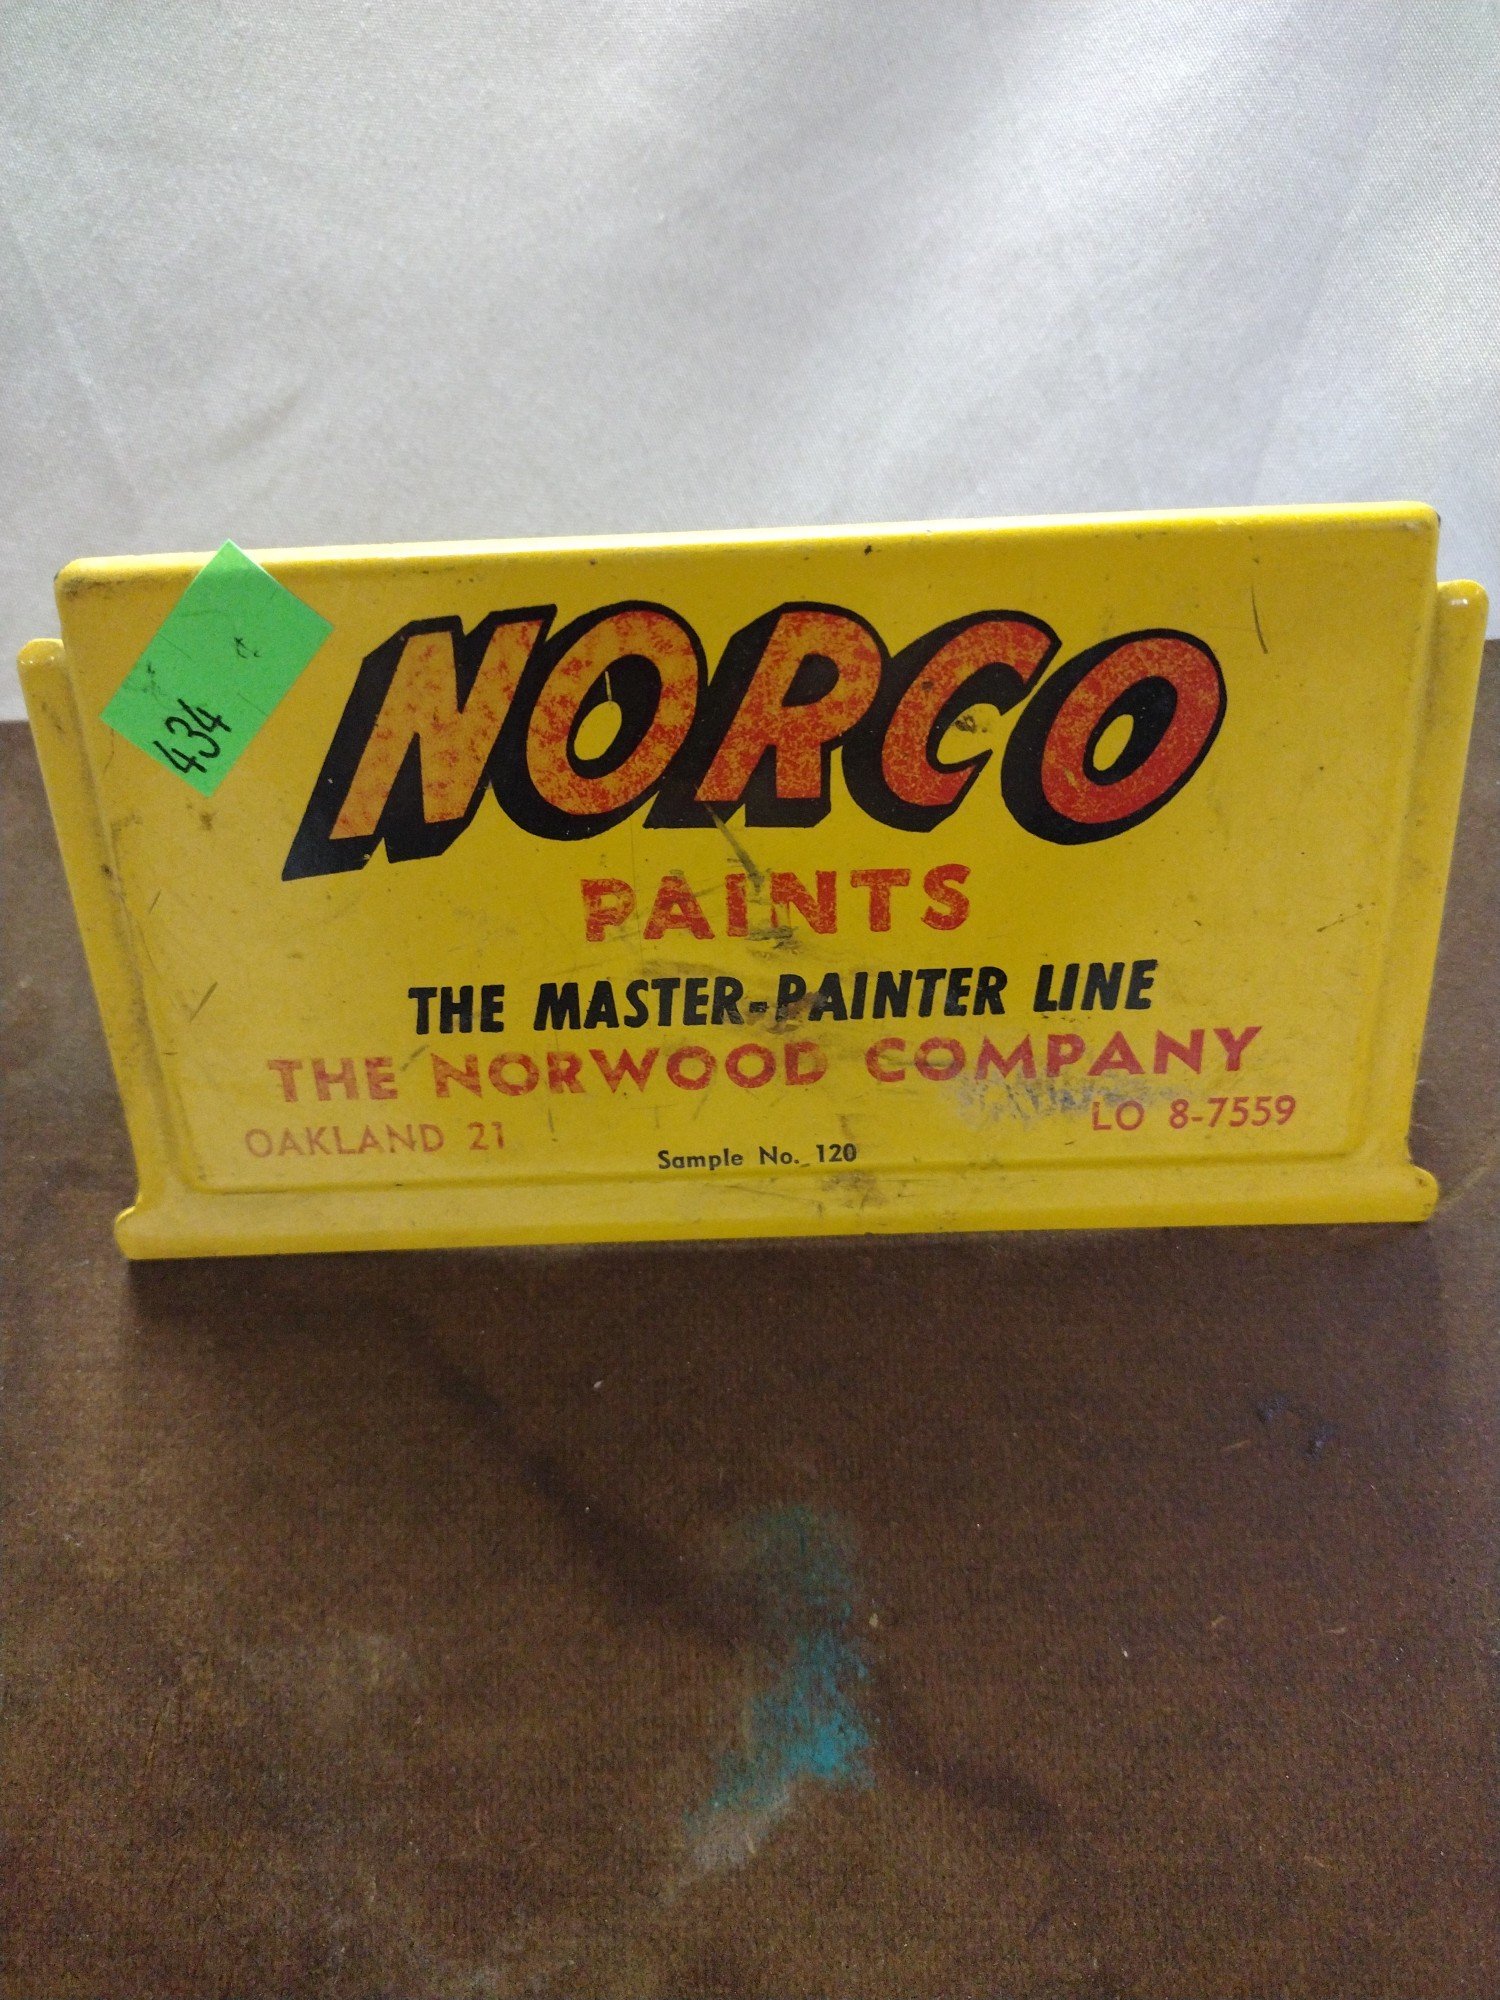 434
NORCO
PAINTS
THE MASTER-PAINTER LINE
THE NORWOOD COMPANY
OAKLAND 21
LO 8-7559
Sample No. 120